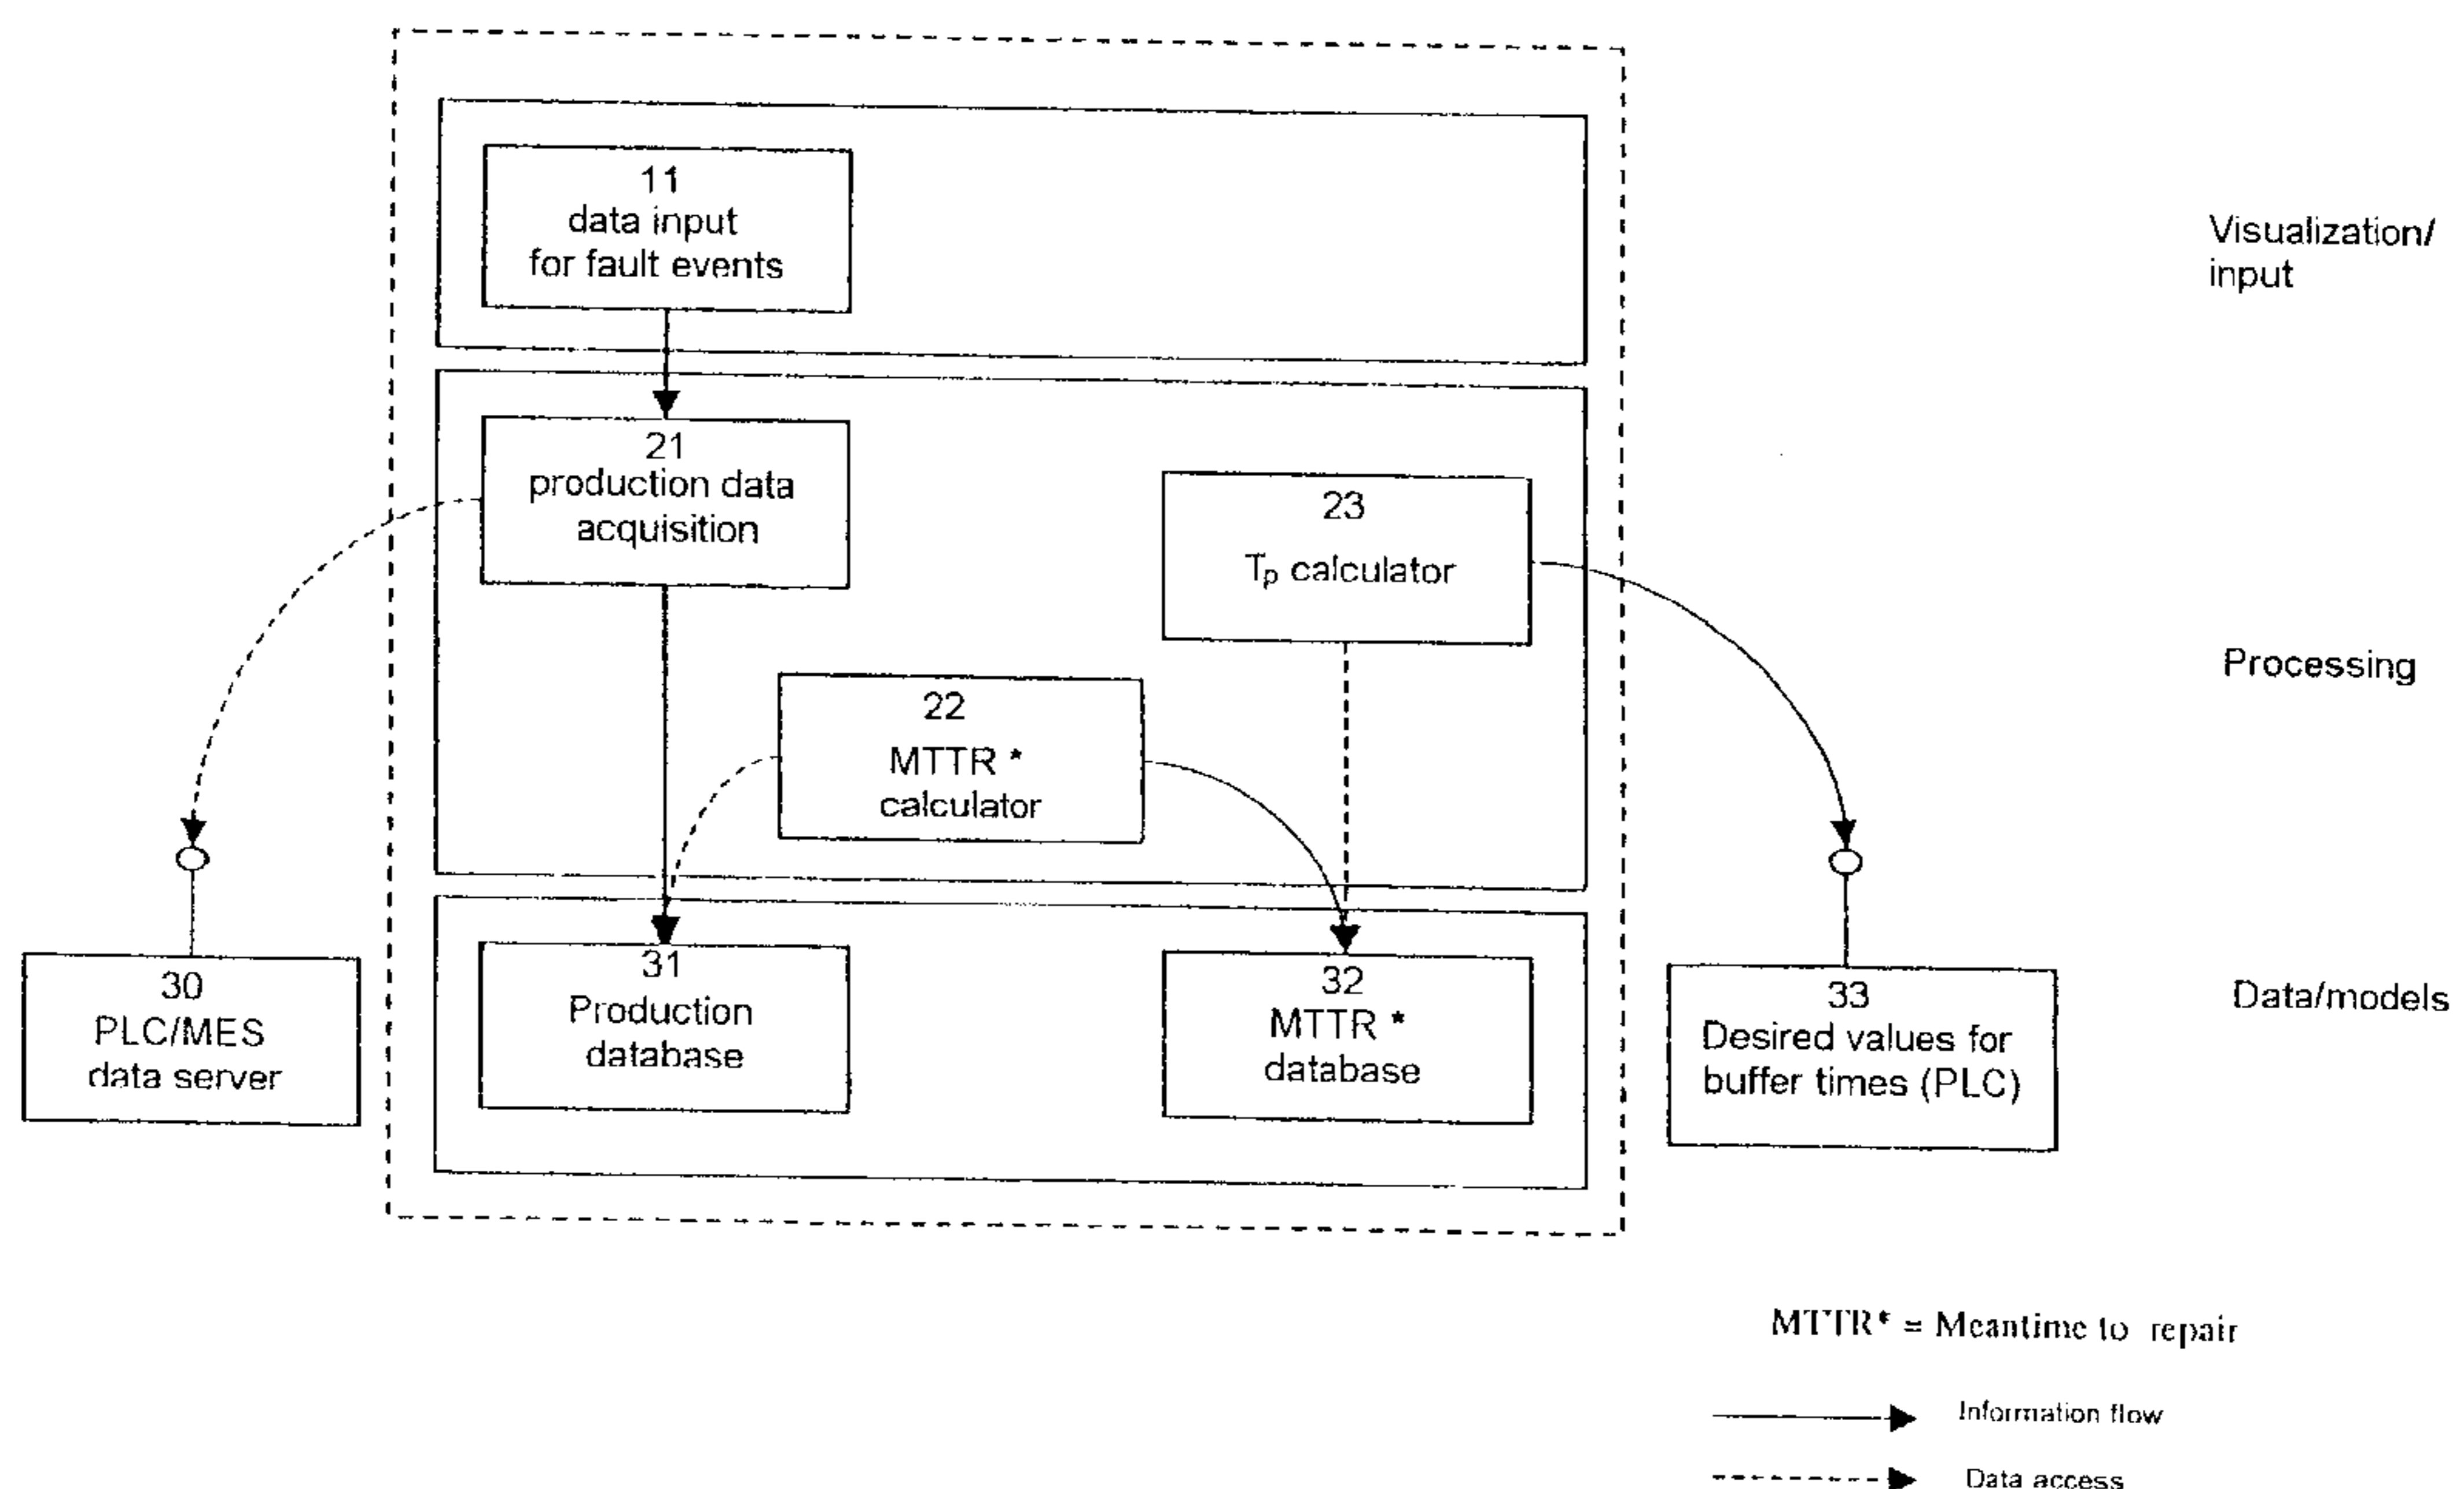 11
data input
for fault events
Visualization/
input
21
production data
acquisition
23
Tp calculator
Processing
22
MTTR *
calculator
30
PLC/MES
data server
31
Production
database
32
MTTR *
database
33
Desired values for
buffer times (PLC)
Data/models
MTTR* = Meantime to repair
Information flow
Data access